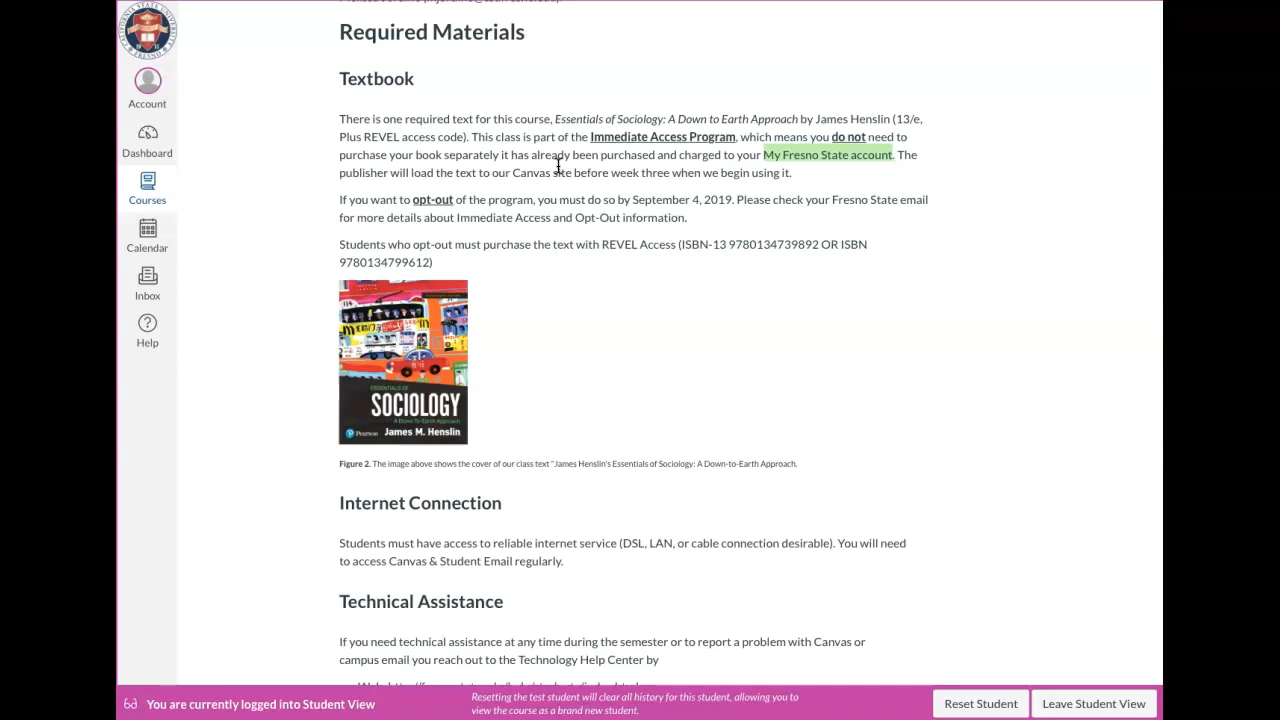 Required Materials
Textbook
There is one required text for this course, Essentials of Sociology: A Down to Earth Approach by James Henslin (13/e,
Plus REVEL access code). This class is part of the Immediate Access Program, which means you do not need to
purchase your book separately it has already been purchased and charged to your My Fresno State account. The
publisher will load the text to our Canvas site before week three when we begin using it.
If you want to opt-out of the program, you must do so by September 4, 2019. Please check your Fresno State email
for more details about Immediate Access and Opt-Out information.
Students who opt-out must purchase the text with REVEL Access (ISBN-13 9780134739892 OR ISBN
9780134799612)
ESSENTIALS OF
SOCIOLOGY
A Down-To-Earth Approach
Pearson
James M. Henslin
Figure 2. The image above shows the cover of our class text "James Henslin's Essentials of Sociology: A Down-to-Earth Approach.
Internet Connection
Students must have access to reliable internet service (DSL, LAN, or cable connection desirable). You will need
to access Canvas & Student Email regularly.
Technical Assistance
If you need technical assistance at any time during the semester or to report a problem with Canvas or
campus email you reach out to the Technology Help Center by
Account
Dashboard
Courses
Calendar
Inbox
Help
You are currently logged into Student View
Resetting the test student will clear all history for this student, allowing you to
view the course as a brand new student.
Reset Student
Leave Student View